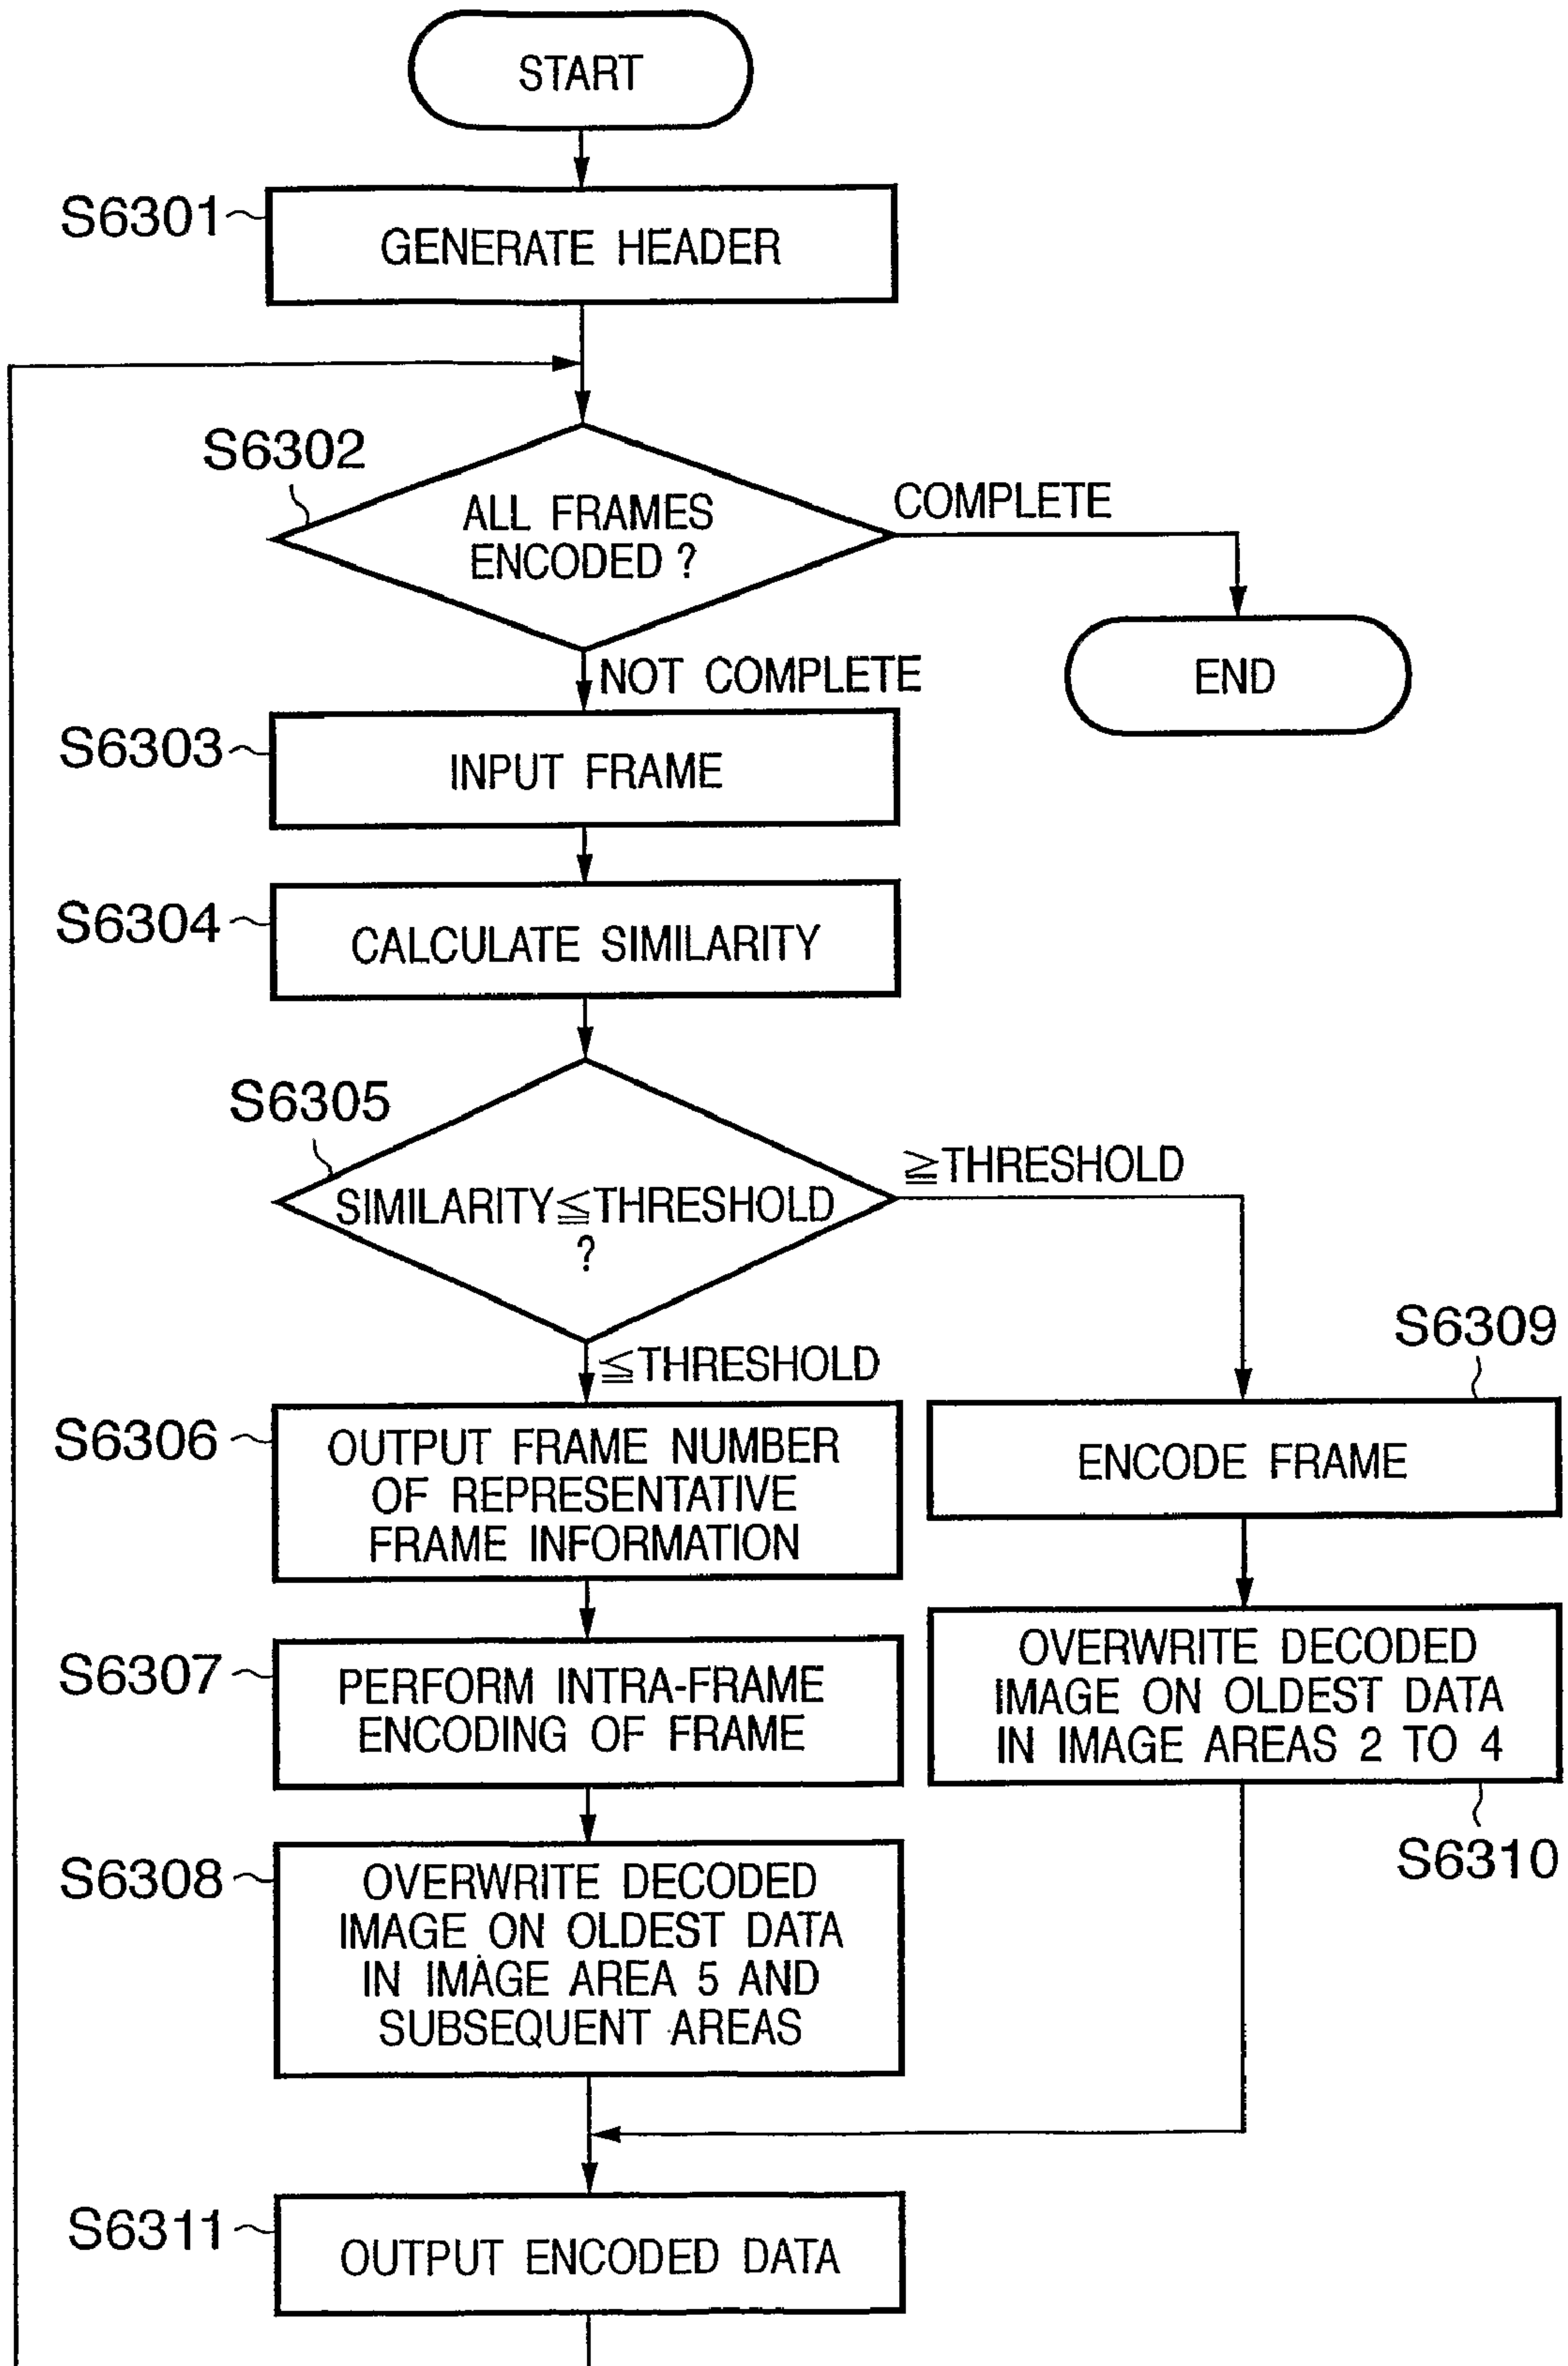 START
S6301
GENERATE HEADER
S6302
ALL FRAMES
ENCODED ?
COMPLETE
END
NOT COMPLETE
S6303
INPUT FRAME
S6304
CALCULATE SIMILARITY
S6305
SIMILARITY≦THRESHOLD
?
≧THRESHOLD
≦THRESHOLD
S6306
OUTPUT FRAME NUMBER
OF REPRESENTATIVE
FRAME INFORMATION
S6307
PERFORM INTRA-FRAME
ENCODING OF FRAME
S6308
OVERWRITE DECODED
IMAGE ON OLDEST DATA
IN IMAGE AREA 5 AND
SUBSEQUENT AREAS
S6309
ENCODE FRAME
OVERWRITE DECODED
IMAGE ON OLDEST DATA
IN IMAGE AREAS 2 TO 4
S6310
S6311
OUTPUT ENCODED DATA